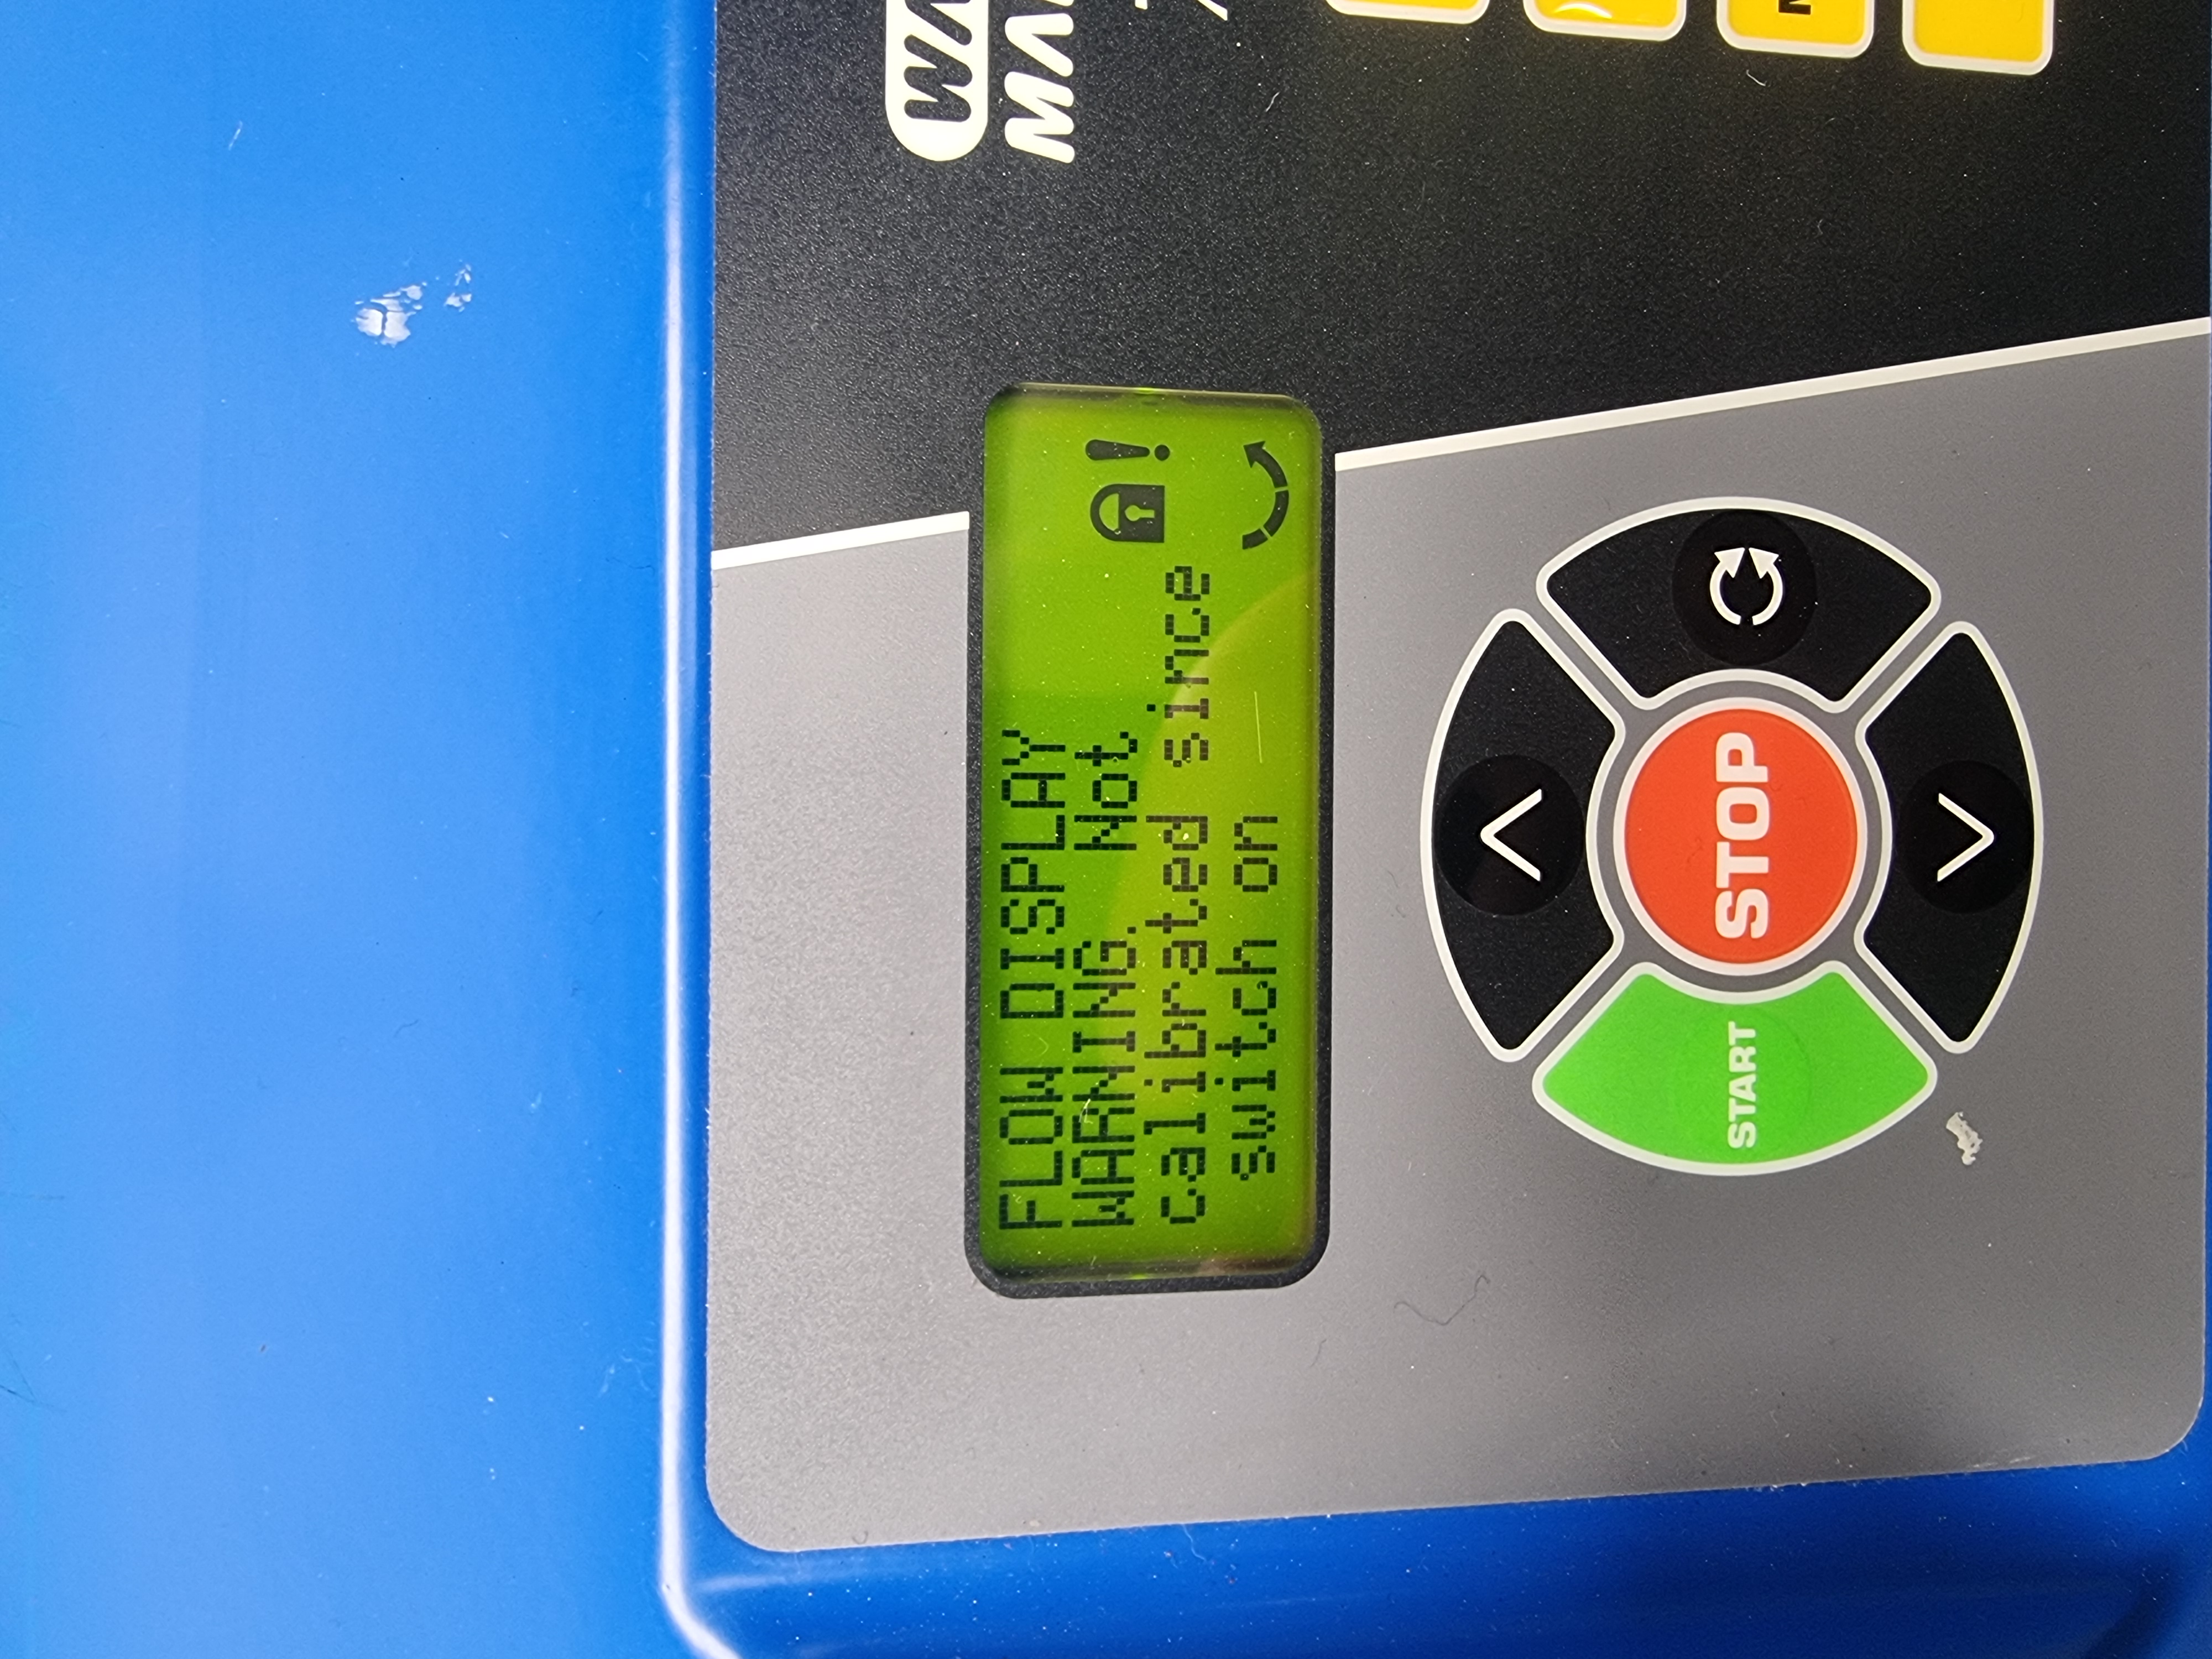 FLOW DISPLAY
WARNING. Not
calibrated since
switch on
START
STOP